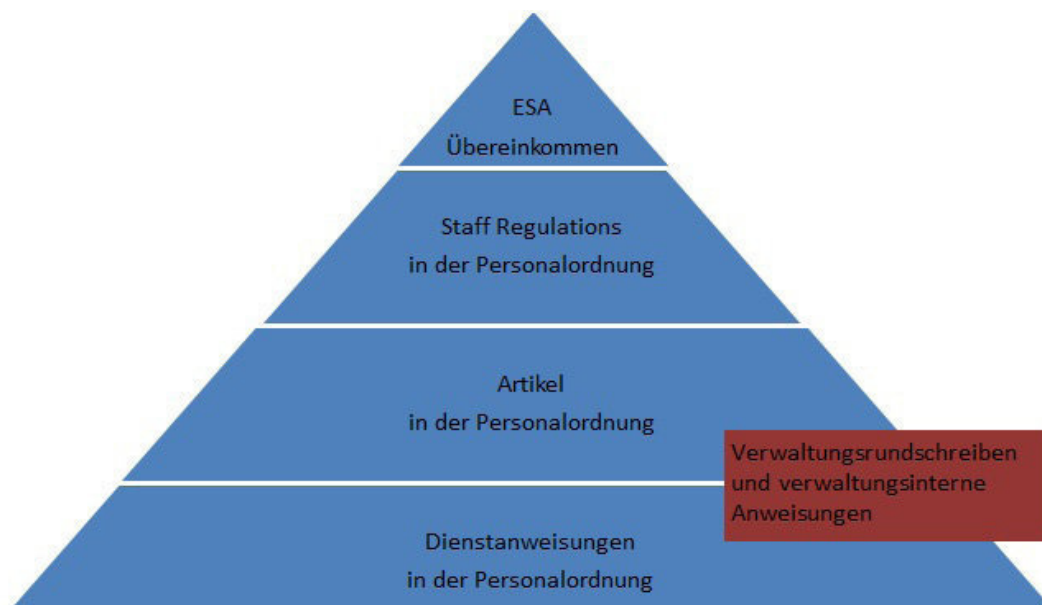 ESA
Übereinkommen
Staff Regulations
in der Personalordnung
Artikel
in der Personalordnung
Verwaltungsrundschreiben
und verwaltungsinterne
Anweisungen
Dienstanweisungen
in der Personalordnung